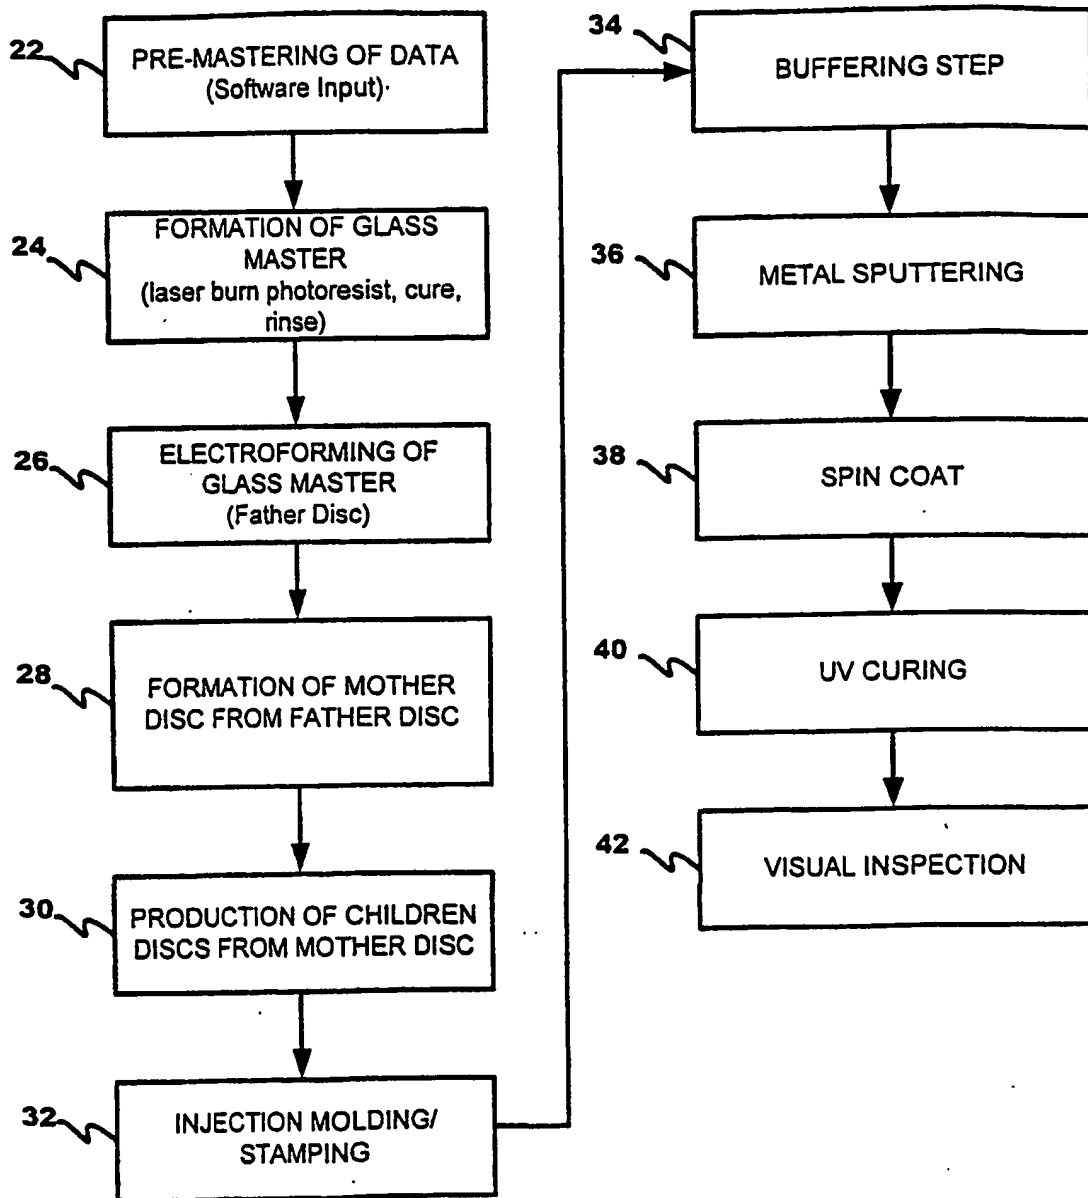 22
PRE-MASTERING OF DATA
(Software Input)
24
FORMATION OF GLASS
MASTER
(laser burn photoresist, cure,
rinse)
26
ELECTROFORMING OF
GLASS MASTER
(Father Disc)
28
FORMATION OF MOTHER
DISC FROM FATHER DISC
30
PRODUCTION OF CHILDREN
DISCS FROM MOTHER DISC
32
INJECTION MOLDING/
STAMPING
34
BUFFERING STEP
36
METAL SPUTTERING
38
SPIN COAT
40
UV CURING
42
VISUAL INSPECTION